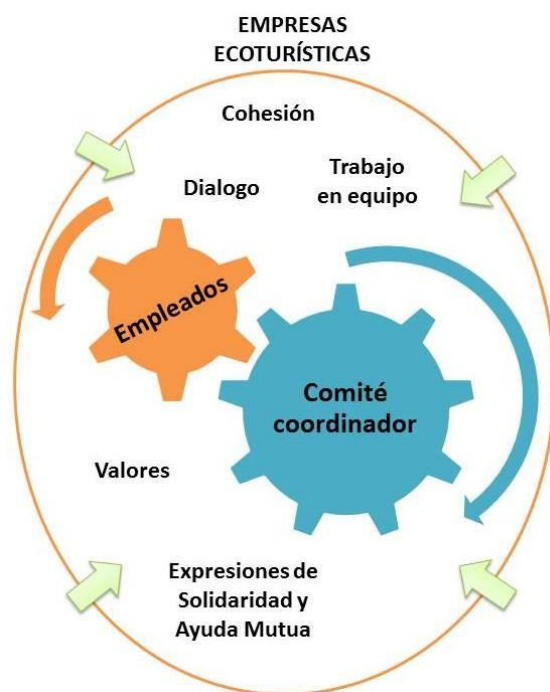 EMPRESAS
ECOTURÍSTICAS
Cohesión
Trabajo
en equipo
Dialogo
Empleados
Comité
coordinador
Valores
Expresiones de
Solidaridad y
Ayuda Mutua